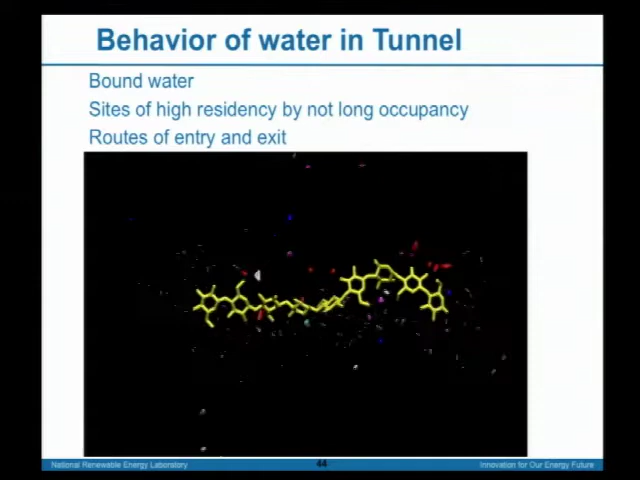 Behavior of water in Tunnel
Bound water
Sites of high residency by not long occupancy
Routes of entry and exit
National Renewable Energy Laboratory
44
Innovation for Our Energy Future